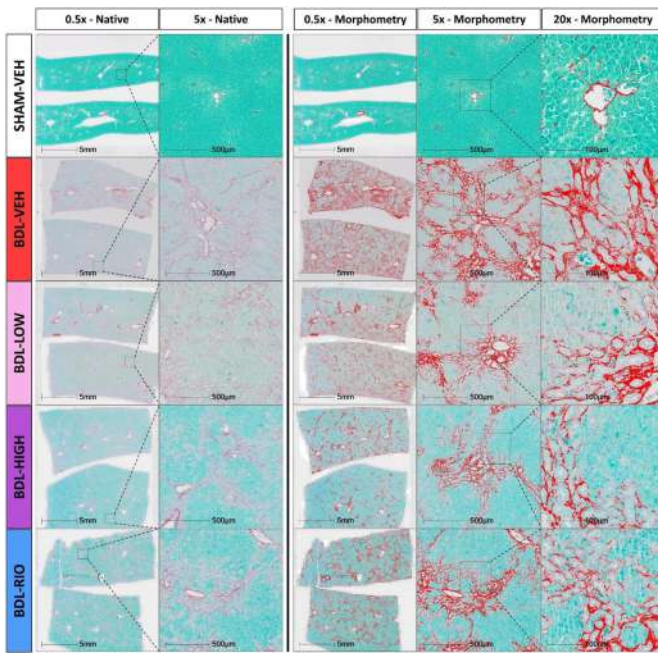 0.5x - Native 5x - Native 0.5x - Morphometry 5x - Morphometry 20x - Morphometry
SHAM-VEH
5mm 500µm 5mm 500µm 100µm
BDL-VEH
5mm 500µm 5mm 500µm 100µm
BDL-LOW
5mm 500µm 5mm 500µm 100µm
BDL-HIGH
5mm 500µm 5mm 500µm 100µm
BDL-RIO
5mm 500µm 5mm 500µm 100µm